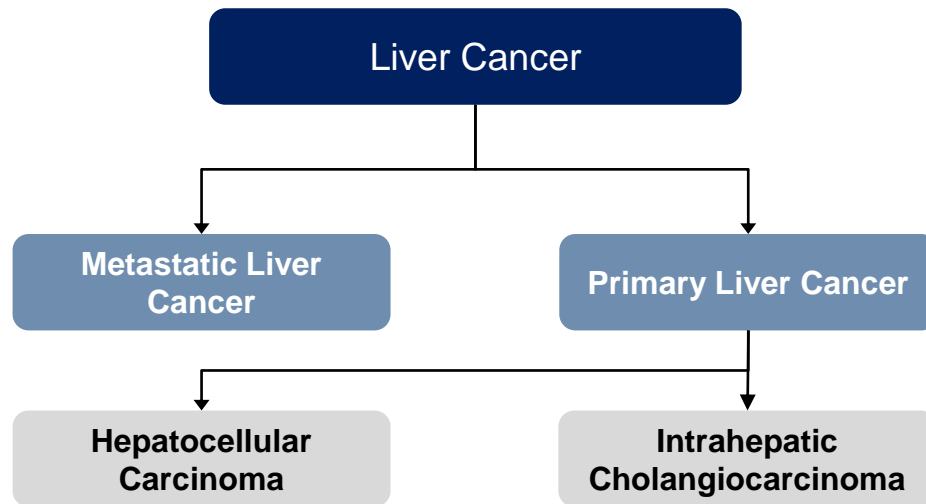 Liver Cancer
Metastatic Liver
Cancer
Primary Liver Cancer
Hepatocellular
Carcinoma
Intrahepatic
Cholangiocarcinoma